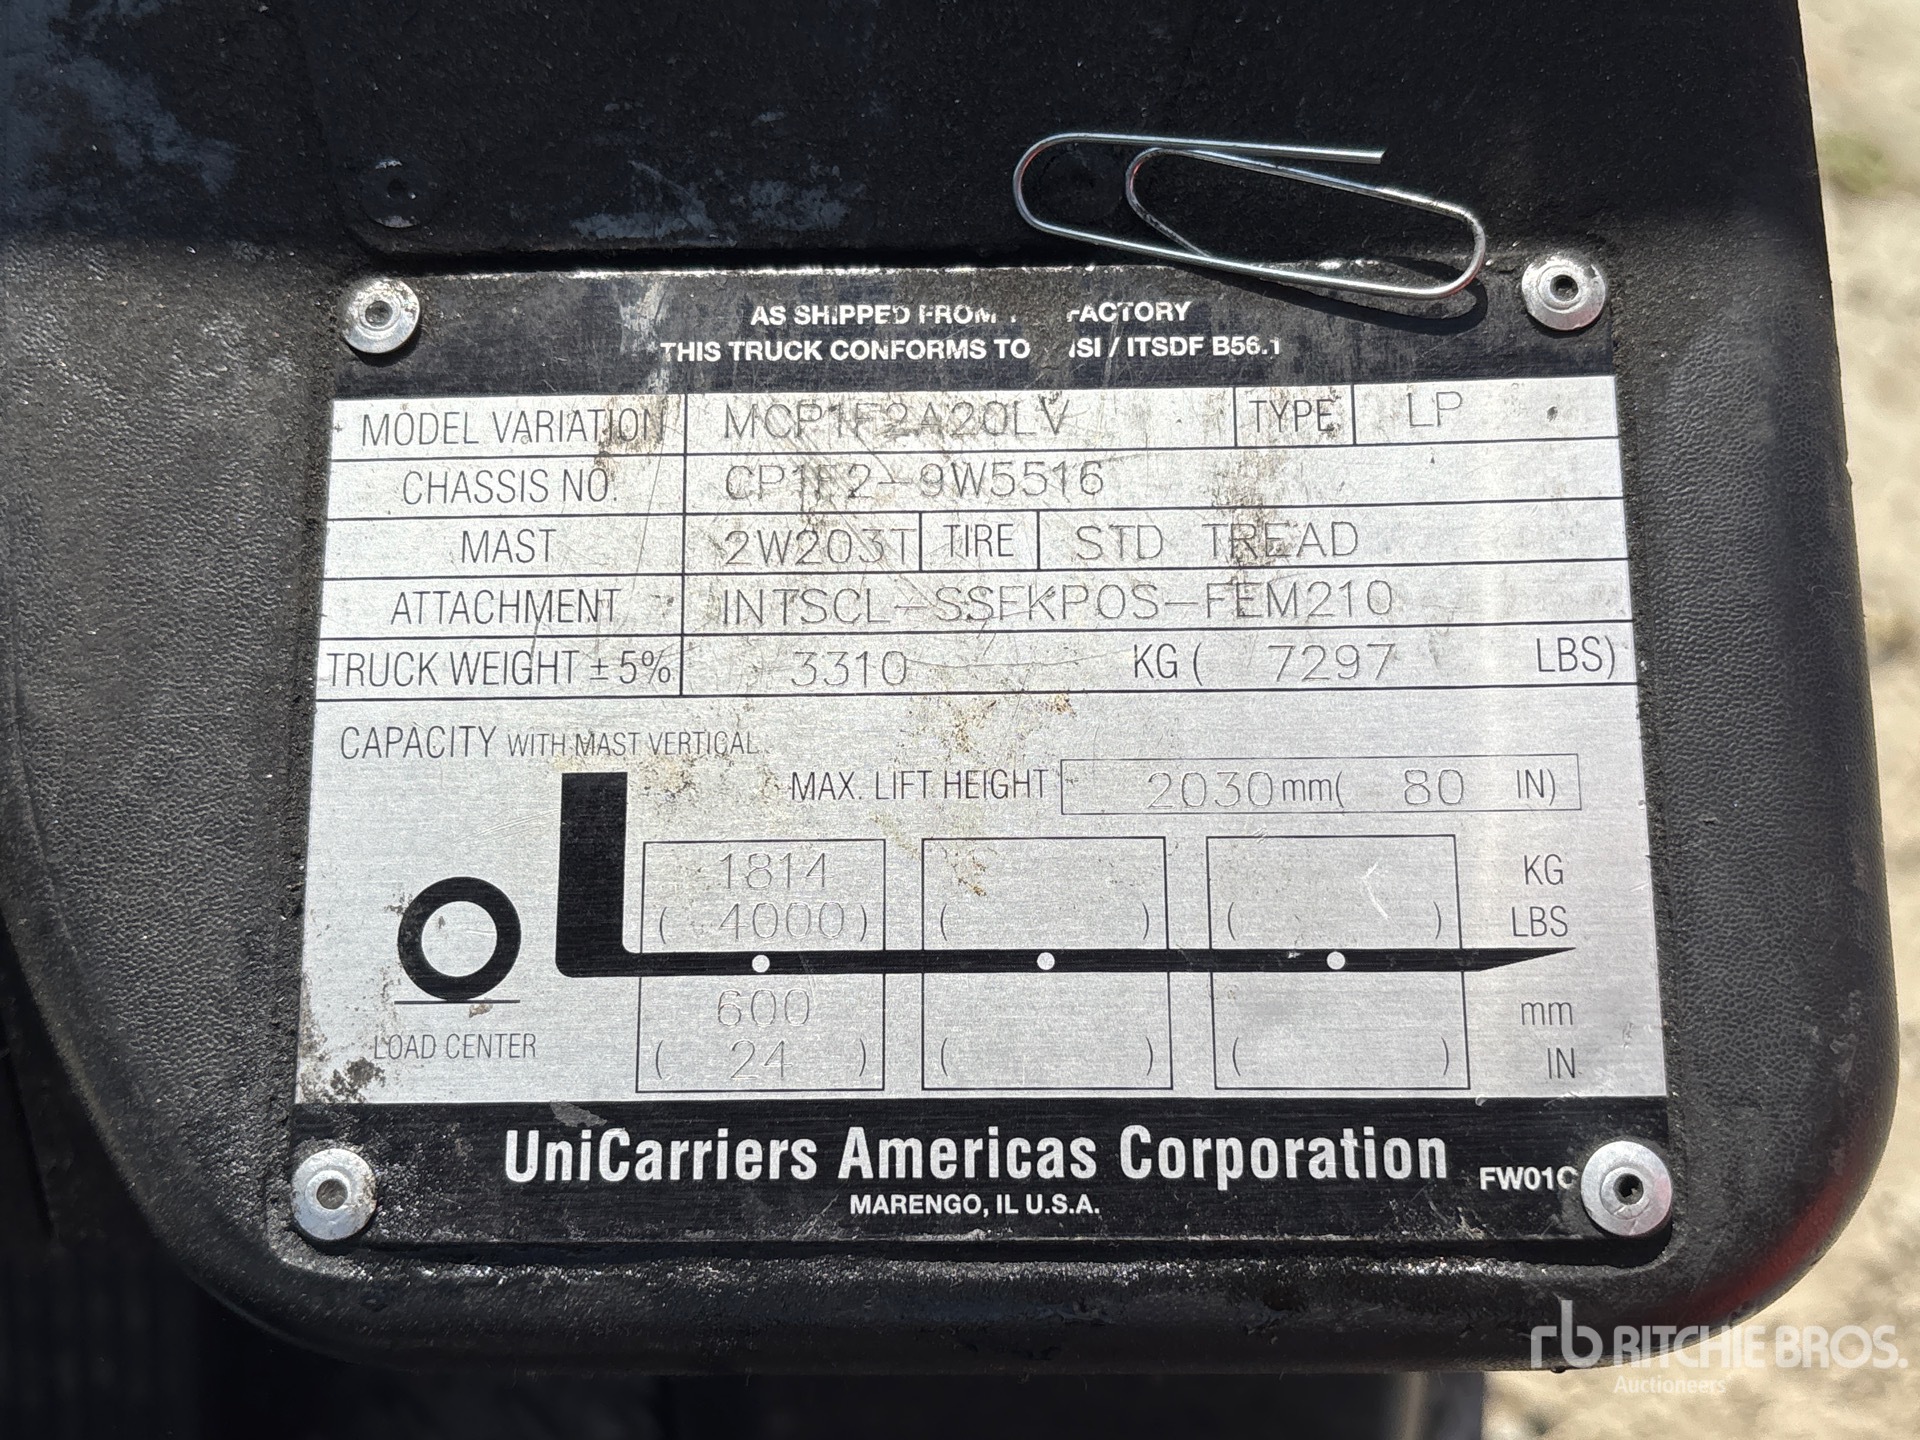 AS SHIPPED FROM FACTORY
THIS TRUCK CONFORMS TO / ITSDF B56.1
MODEL VARIATION MCP1F2A20LV TYPE LP
CHASSIS NO. CP1F2-9W5516
MAST 2W203T TIRE STD TREAD
ATTACHMENT INTSCL-SSFKPOS-FEM210
TRUCK WEIGHT ± 5% 3310 KG ( 7297 LBS)
CAPACITY WITH MAST VERTICAL
MAX. LIFT HEIGHT 2030mm( 80 IN)
1814 KG
( 4000 ) ( ) ( ) LBS
600 mm
LOAD CENTER ( 24 ) ( ) ( ) IN
UniCarriers Americas Corporation FW01C
MARENGO, IL U.S.A.
rb RITCHIE BROS.
Auctioneers